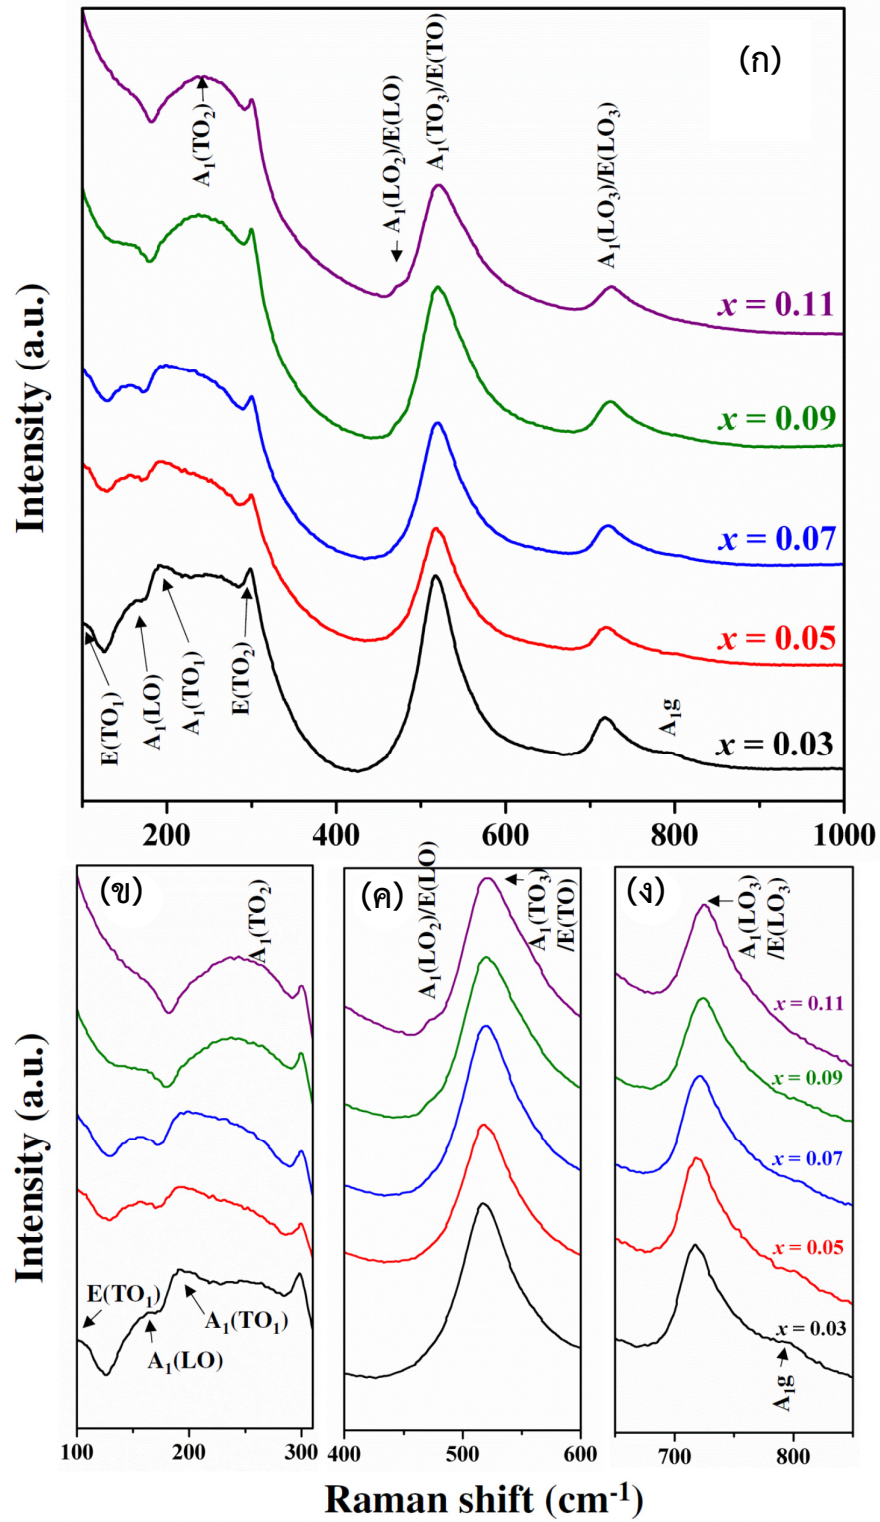 (ก)
A₁(TO₂)
A₁(LO₂)/E(LO)
A₁(TO₃)/E(TO)
A₁(LO₃)/E(LO₃)
x = 0.11
x = 0.09
x = 0.07
x = 0.05
x = 0.03
E(TO₁)
A₁(LO)
A₁(TO₁)
E(TO₂)
A₁g
Intensity (a.u.)
200 400 600 800 1000
(ข)
A₁(TO₂)
E(TO₁)
A₁(TO₁)
A₁(LO)
100 200 300
(ค)
A₁(LO₂)/E(LO)
A₁(TO₃)
/E(TO)
400 500 600
(ง)
A₁(LO₃)
/E(LO₃)
x = 0.11
x = 0.09
x = 0.07
x = 0.05
x = 0.03
A₁g
700 800
Intensity (a.u.)
Raman shift (cm⁻¹)